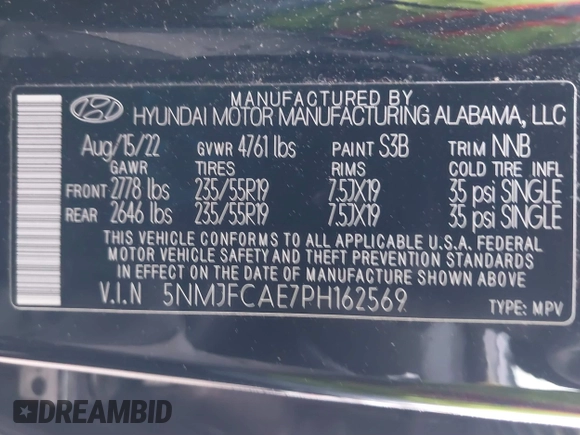 MANUFACTURED BY
HYUNDAI MOTOR MANUFACTURING ALABAMA, LLC
Aug/15/22 GVWR 4761 lbs PAINT S3B TRIM NNB
GAWR TIRES RIMS COLD TIRE INFL
FRONT 2778 lbs 235/55R19 7.5JX19 35 psi SINGLE
REAR 2646 lbs 235/55R19 7.5JX19 35 psi SINGLE
THIS VEHICLE CONFORMS TO ALL APPLICABLE U.S.A. FEDERAL
MOTOR VEHICLE SAFETY AND THEFT PREVENTION STANDARDS
IN EFFECT ON THE DATE OF MANUFACTURE SHOWN ABOVE
V.I.N 5NMJFCAE7PH162569 TYPE: MPV
DREAMBID